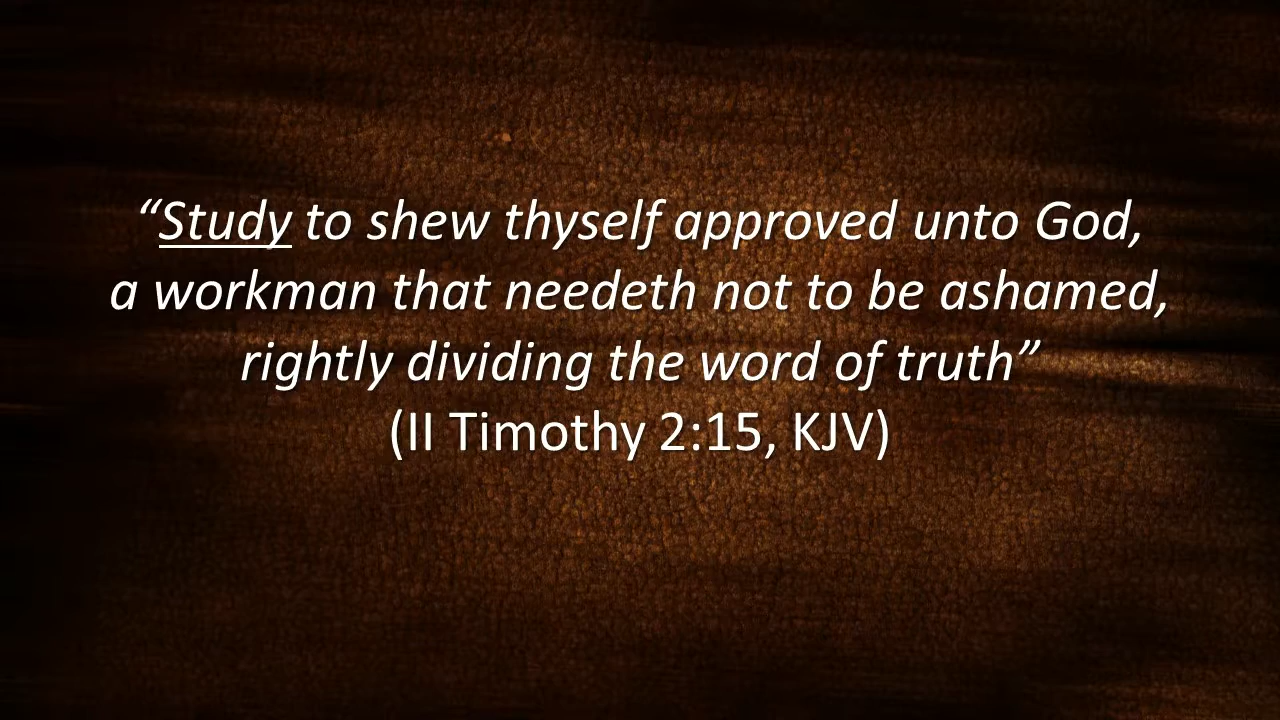 “Study to shew thyself approved unto God,
a workman that needeth not to be ashamed,
rightly dividing the word of truth”
(II Timothy 2:15, KJV)